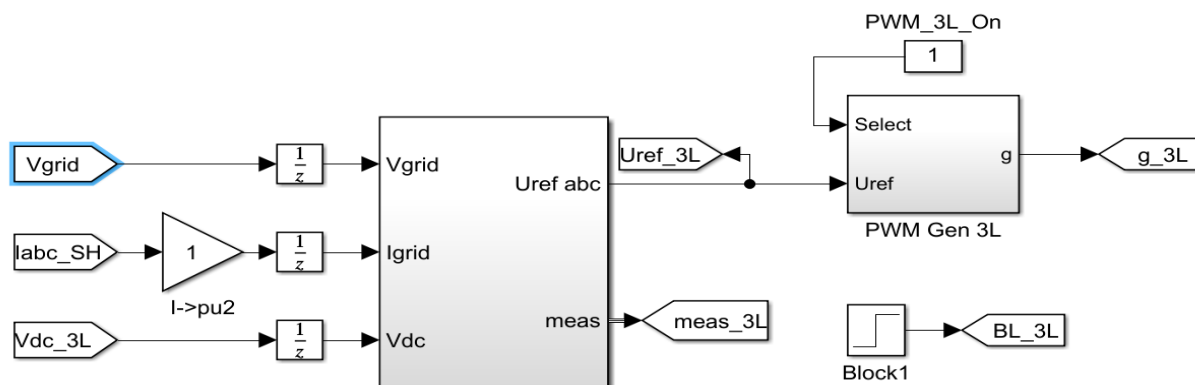 PWM_3L_On
1
Vgrid
1
z
Vgrid
Uref abc
Uref_3L
Select
Uref
g
g_3L
PWM Gen 3L
Iabc_SH
1
I->pu2
1
z
Igrid
meas
meas_3L
Vdc_3L
1
z
Vdc
Block1
BL_3L